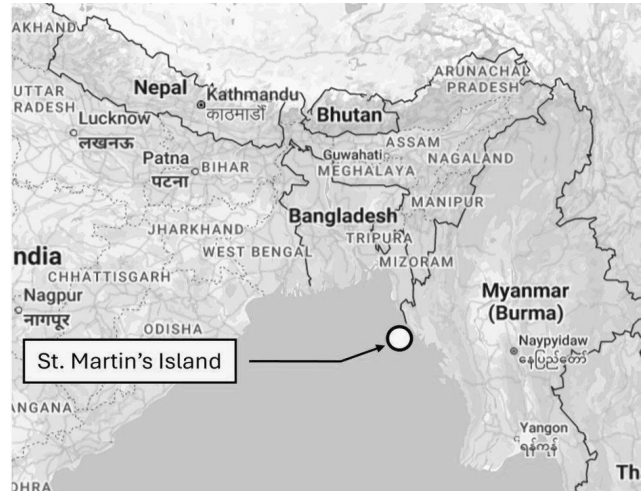 AKHAND
Nepal
Kathmandu
काठमाडौँ
UTTAR
RADESH
Lucknow
लखनऊ
Patna
पटना
BIHAR
Bhutan
ARUNACHAL
PRADESH
ASSAM
Guwahati
MEGHALAYA
NAGALAND
MANIPUR
Bangladesh
TRIPURA
MIZORAM
JHARKHAND
WEST BENGAL
ndia
CHHATTISGARH
Nagpur
नागपूर
ODISHA
Myanmar
(Burma)
Naypyidaw
နေပြည်တော်
St. Martin’s Island
ANGANA
Yangon
ရန်ကုန်
Th
DHRA